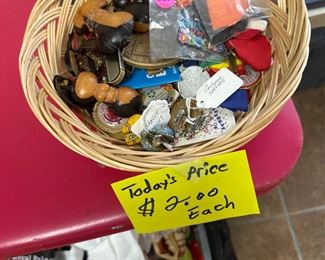 Today's Price
$ 2.00
Each